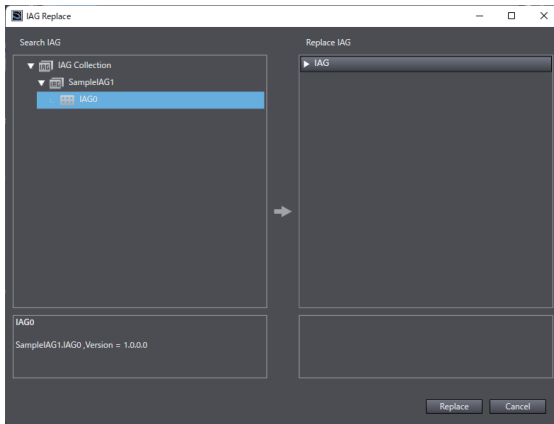 IAG Replace
Search IAG
Replace IAG
IAG Collection
IAG
SampleIAG1
IAG0
IAG0
SampleIAG1.IAG0 ,Version = 1.0.0.0
Replace
Cancel